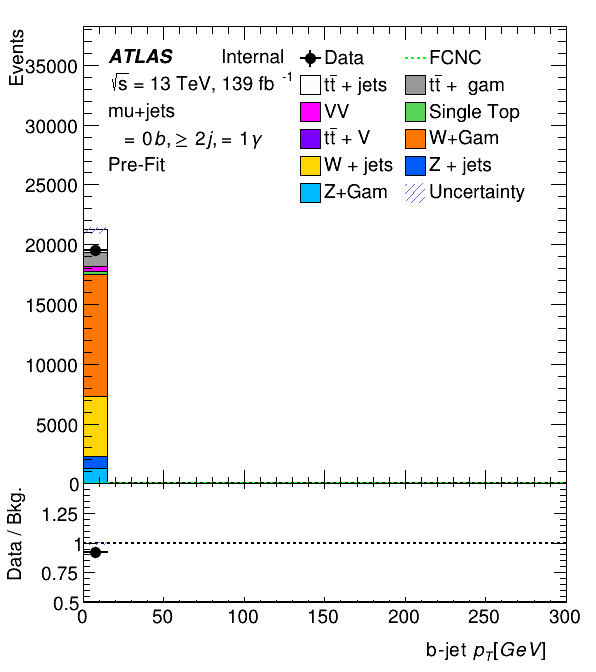 Events
ATLAS Internal
√s = 13 TeV, 139 fb⁻¹
mu+jets
= 0b, ≥ 2j, = 1γ
Pre-Fit
Data
FCNC
tt̄ + jets
tt̄ + gam
VV
Single Top
tt̄ + V
W+Gam
W + jets
Z + jets
Z+Gam
Uncertainty
35000
30000
25000
20000
15000
10000
5000
0
Data / Bkg.
1.25
1
0.75
0.5
0 50 100 150 200 250 300
b-jet p_T[GeV]